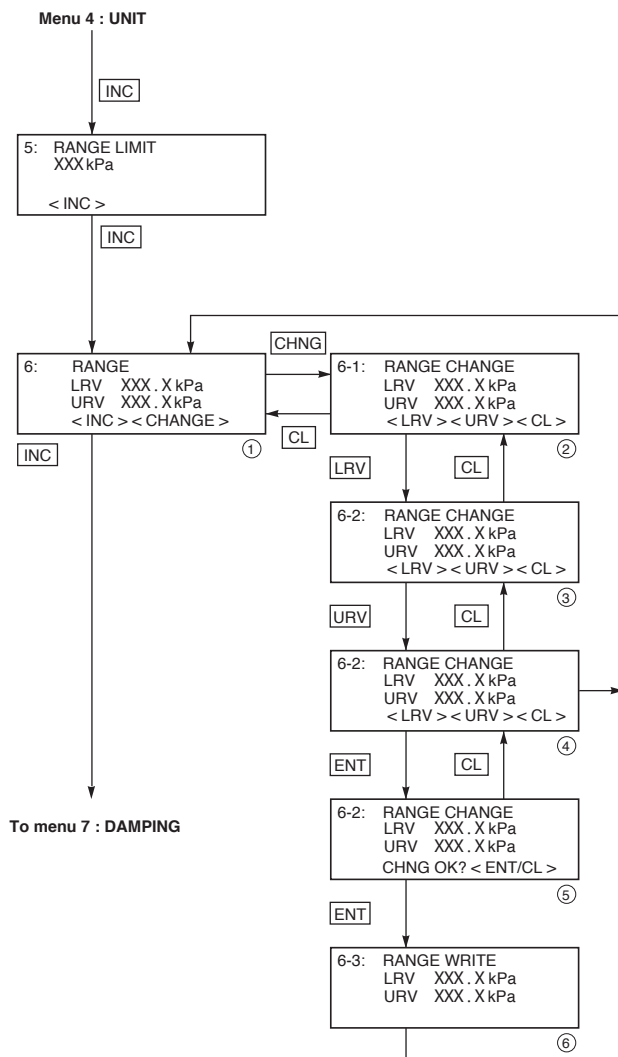 Menu 4 : UNIT
INC
5: RANGE LIMIT
XXX kPa
< INC >
INC
6: RANGE
LRV XXX . X kPa
URV XXX . X kPa
< INC > < CHANGE >
①
CHNG
CL
6-1: RANGE CHANGE
LRV XXX . X kPa
URV XXX . X kPa
< LRV > < URV > < CL >
②
INC
LRV
CL
6-2: RANGE CHANGE
LRV XXX . X kPa
URV XXX . X kPa
< LRV > < URV > < CL >
③
URV
CL
6-2: RANGE CHANGE
LRV XXX . X kPa
URV XXX . X kPa
< LRV > < URV > < CL >
④
ENT
CL
To menu 7 : DAMPING
6-2: RANGE CHANGE
LRV XXX . X kPa
URV XXX . X kPa
CHNG OK? < ENT/CL >
⑤
ENT
6-3: RANGE WRITE
LRV XXX . X kPa
URV XXX . X kPa
⑥